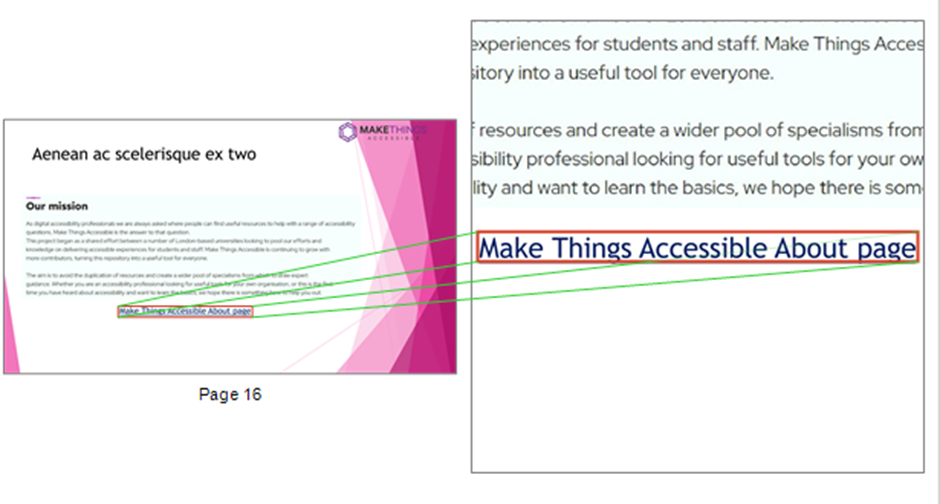 MAKETHINGS
ACCESSIBLE
Aenean ac scelerisque ex two
Our mission
As digital accessibility professionals we are always asked where people can find useful resources to help with a range of accessibility
questions. Make Things Accessible is the answer to that question.
This project began as a shared effort between a number of London-based universities looking to pool our efforts and
knowledge on delivering accessible experiences for students and staff. Make Things Accessible is continuing to grow with
more contributors, turning this repository into a useful tool for everyone.
The aim is to avoid the duplication of resources and create a wider pool of specialisms from which to draw expert
guidance. Whether you are an accessibility professional looking for useful tools for your own organisation, or this is the first
time you have heard about accessibility and want to learn the basics, we hope there is something here to help you out.
Make Things Accessible About page
Page 16
experiences for students and staff. Make Things Acces
sitory into a useful tool for everyone.
f resources and create a wider pool of specialisms from
sibility professional looking for useful tools for your ow
lity and want to learn the basics, we hope there is som
Make Things Accessible About page